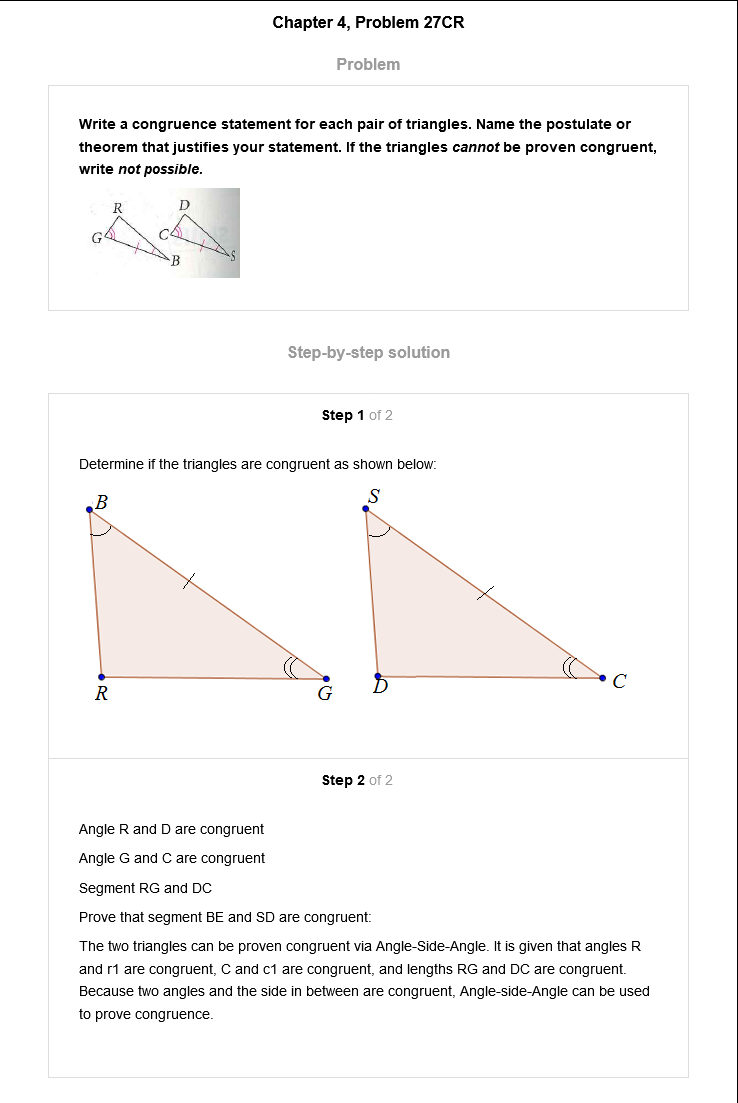 Chapter 4, Problem 27CR
Problem
Write a congruence statement for each pair of triangles. Name the postulate or
theorem that justifies your statement. If the triangles cannot be proven congruent,
write not possible.
R
D
G
C
B
S
Step-by-step solution
Step 1 of 2
Determine if the triangles are congruent as shown below:
B
S
R
G
D
C
Step 2 of 2
Angle R and D are congruent
Angle G and C are congruent
Segment RG and DC
Prove that segment BE and SD are congruent:
The two triangles can be proven congruent via Angle-Side-Angle. It is given that angles R
and r1 are congruent, C and c1 are congruent, and lengths RG and DC are congruent.
Because two angles and the side in between are congruent, Angle-side-Angle can be used
to prove congruence.